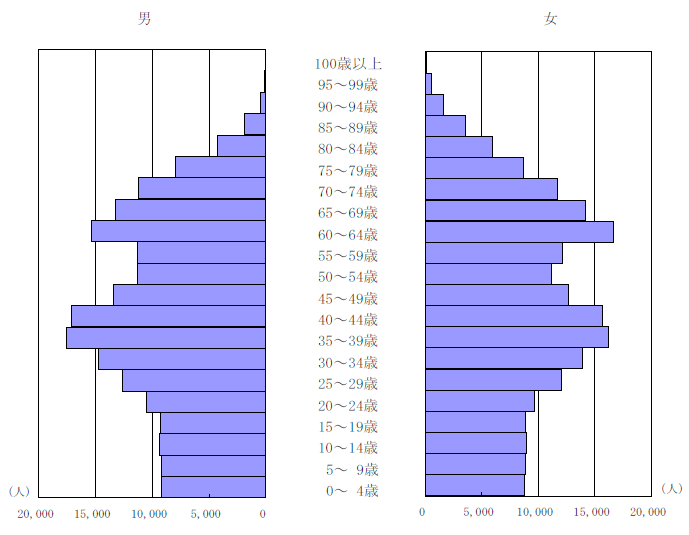 男 女
100歳以上
95～99歳
90～94歳
85～89歳
80～84歳
75～79歳
70～74歳
65～69歳
60～64歳
55～59歳
50～54歳
45～49歳
40～44歳
35～39歳
30～34歳
25～29歳
20～24歳
15～19歳
10～14歳
5～ 9歳
(人) 0～ 4歳 (人)
20,000 15,000 10,000 5,000 0 0 5,000 10,000 15,000 20,000